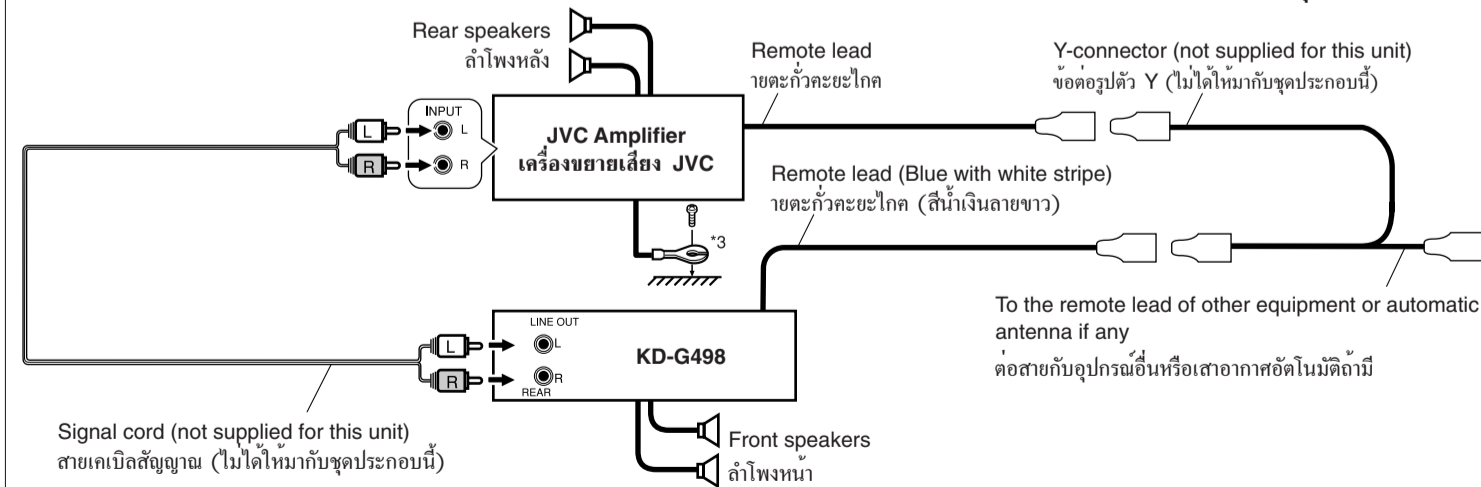 Rear speakers
ลำโพงหลัง
Remote lead
ายตะกั่วคะยะไกค
Y-connector (not supplied for this unit)
ข้อต่อรูปตัว Y (ไม่ได้ให้มากับชุดประกอบนี้)
INPUT
L
L
R
R
JVC Amplifier
เครื่องขยายเสียง JVC
Remote lead (Blue with white stripe)
ายตะกั่วคะยะไกค (สีน้ำเงินลายขาว)
*3
To the remote lead of other equipment or automatic
antenna if any
ต่อสายกับอุปกรณ์อื่นหรือเสาอากาศอัตโนมัติถ้ามี
LINE OUT
L
L
R
R
REAR
KD-G498
Signal cord (not supplied for this unit)
สายเคเบิลสัญญาณ (ไม่ได้ให้มากับชุดประกอบนี้)
Front speakers
ลำโพงหน้า